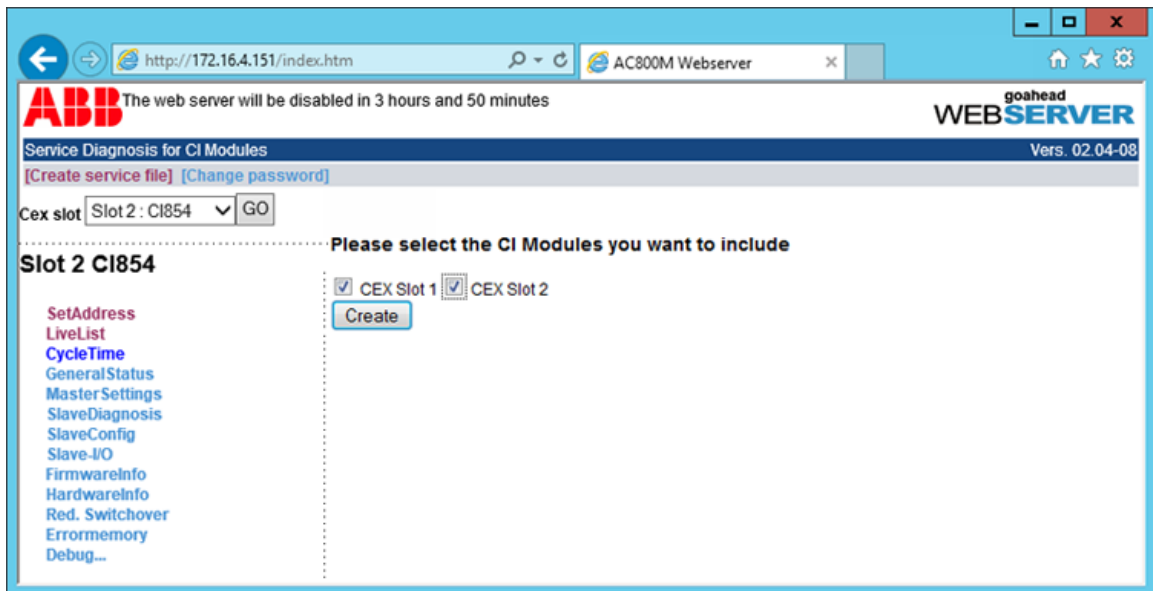 http://172.16.4.151/index.htm
AC800M Webserver
ABB The web server will be disabled in 3 hours and 50 minutes
goahead
WEBSERVER
Service Diagnosis for CI Modules Vers. 02.04-08
[Create service file] [Change password]
Cex slot Slot 2 : CI854 GO
Please select the CI Modules you want to include
Slot 2 CI854
CEX Slot 1 CEX Slot 2
Create
SetAddress
LiveList
CycleTime
GeneralStatus
MasterSettings
SlaveDiagnosis
SlaveConfig
Slave-I/O
FirmwareInfo
HardwareInfo
Red. Switchover
Errormemory
Debug...